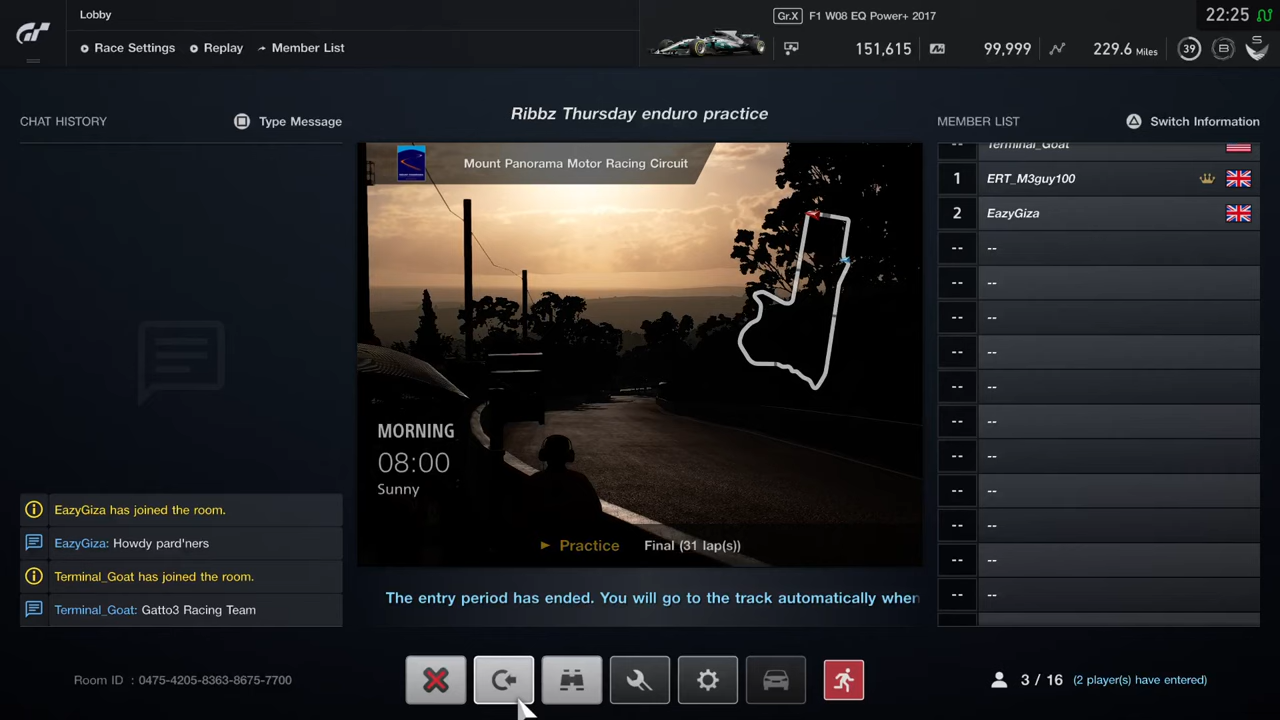 Lobby
Race Settings
Replay
Member List
Gr.X
F1 W08 EQ Power+ 2017
151,615
99,999
229.6 Miles
39
B
S
22:25
CHAT HISTORY
Type Message
EazyGiza has joined the room.
EazyGiza: Howdy pard'ners
Terminal_Goat has joined the room.
Terminal_Goat: Gatto3 Racing Team
Ribbz Thursday enduro practice
Mount Panorama Motor Racing Circuit
MORNING
08:00
Sunny
Practice
Final (31 lap(s))
The entry period has ended. You will go to the track automatically when
MEMBER LIST
Switch Information
-- Terminal_Goat
1 ERT_M3guy100
2 EazyGiza
-- --
-- --
-- --
-- --
-- --
-- --
-- --
-- --
-- --
-- --
-- --
Room ID : 0475-4205-8363-8675-7700
3 / 16 (2 player(s) have entered)